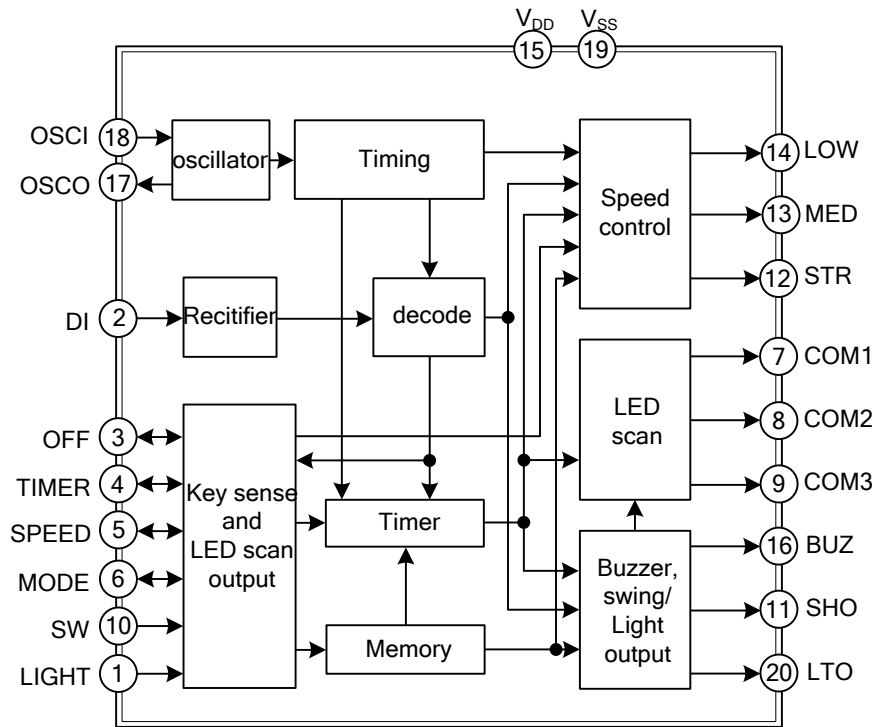 VDD
VSS
15
19
OSCI
18
OSCO
17
oscillator
Timing
Speed
control
14
LOW
13
MED
12
STR
DI
2
Recitifier
decode
LED
scan
7
COM1
8
COM2
9
COM3
OFF
3
TIMER
4
SPEED
5
MODE
6
SW
10
LIGHT
1
Key sense
and
LED scan
output
Timer
Memory
Buzzer,
swing/
Light
output
16
BUZ
11
SHO
20
LTO